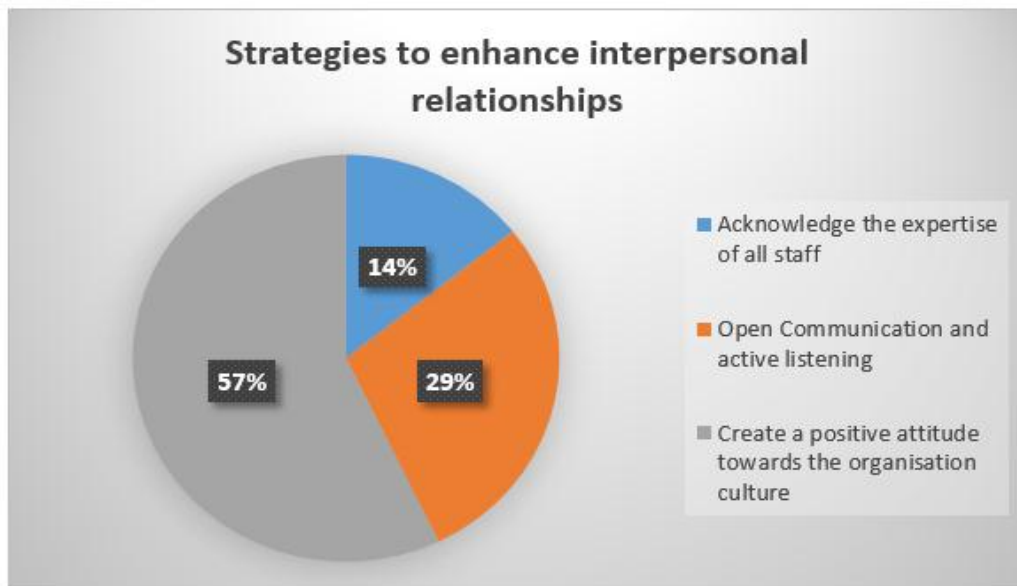 Strategies to enhance interpersonal
relationships
14%
57%
29%
Acknowledge the expertise
of all staff
Open Communication and
active listening
Create a positive attitude
towards the organisation
culture